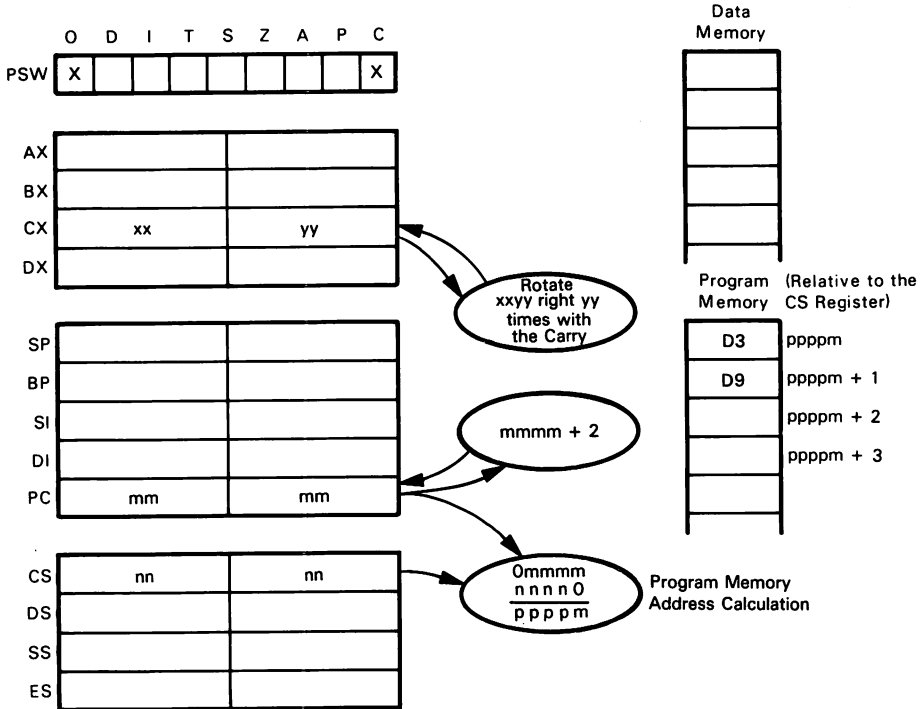 O D I T S Z A P C
PSW X X
AX
BX
CX xx yy
DX
Rotate
xxyy right yy
times with
the Carry
SP
BP
SI
DI
PC mm mm
mmmm + 2
CS nn nn
DS
SS
ES
0mmmm
nnnn0
ppppm
Program Memory
Address Calculation
Data
Memory
Program
Memory
(Relative to the
CS Register)
D3 ppppm
D9 ppppm + 1
ppppm + 2
ppppm + 3